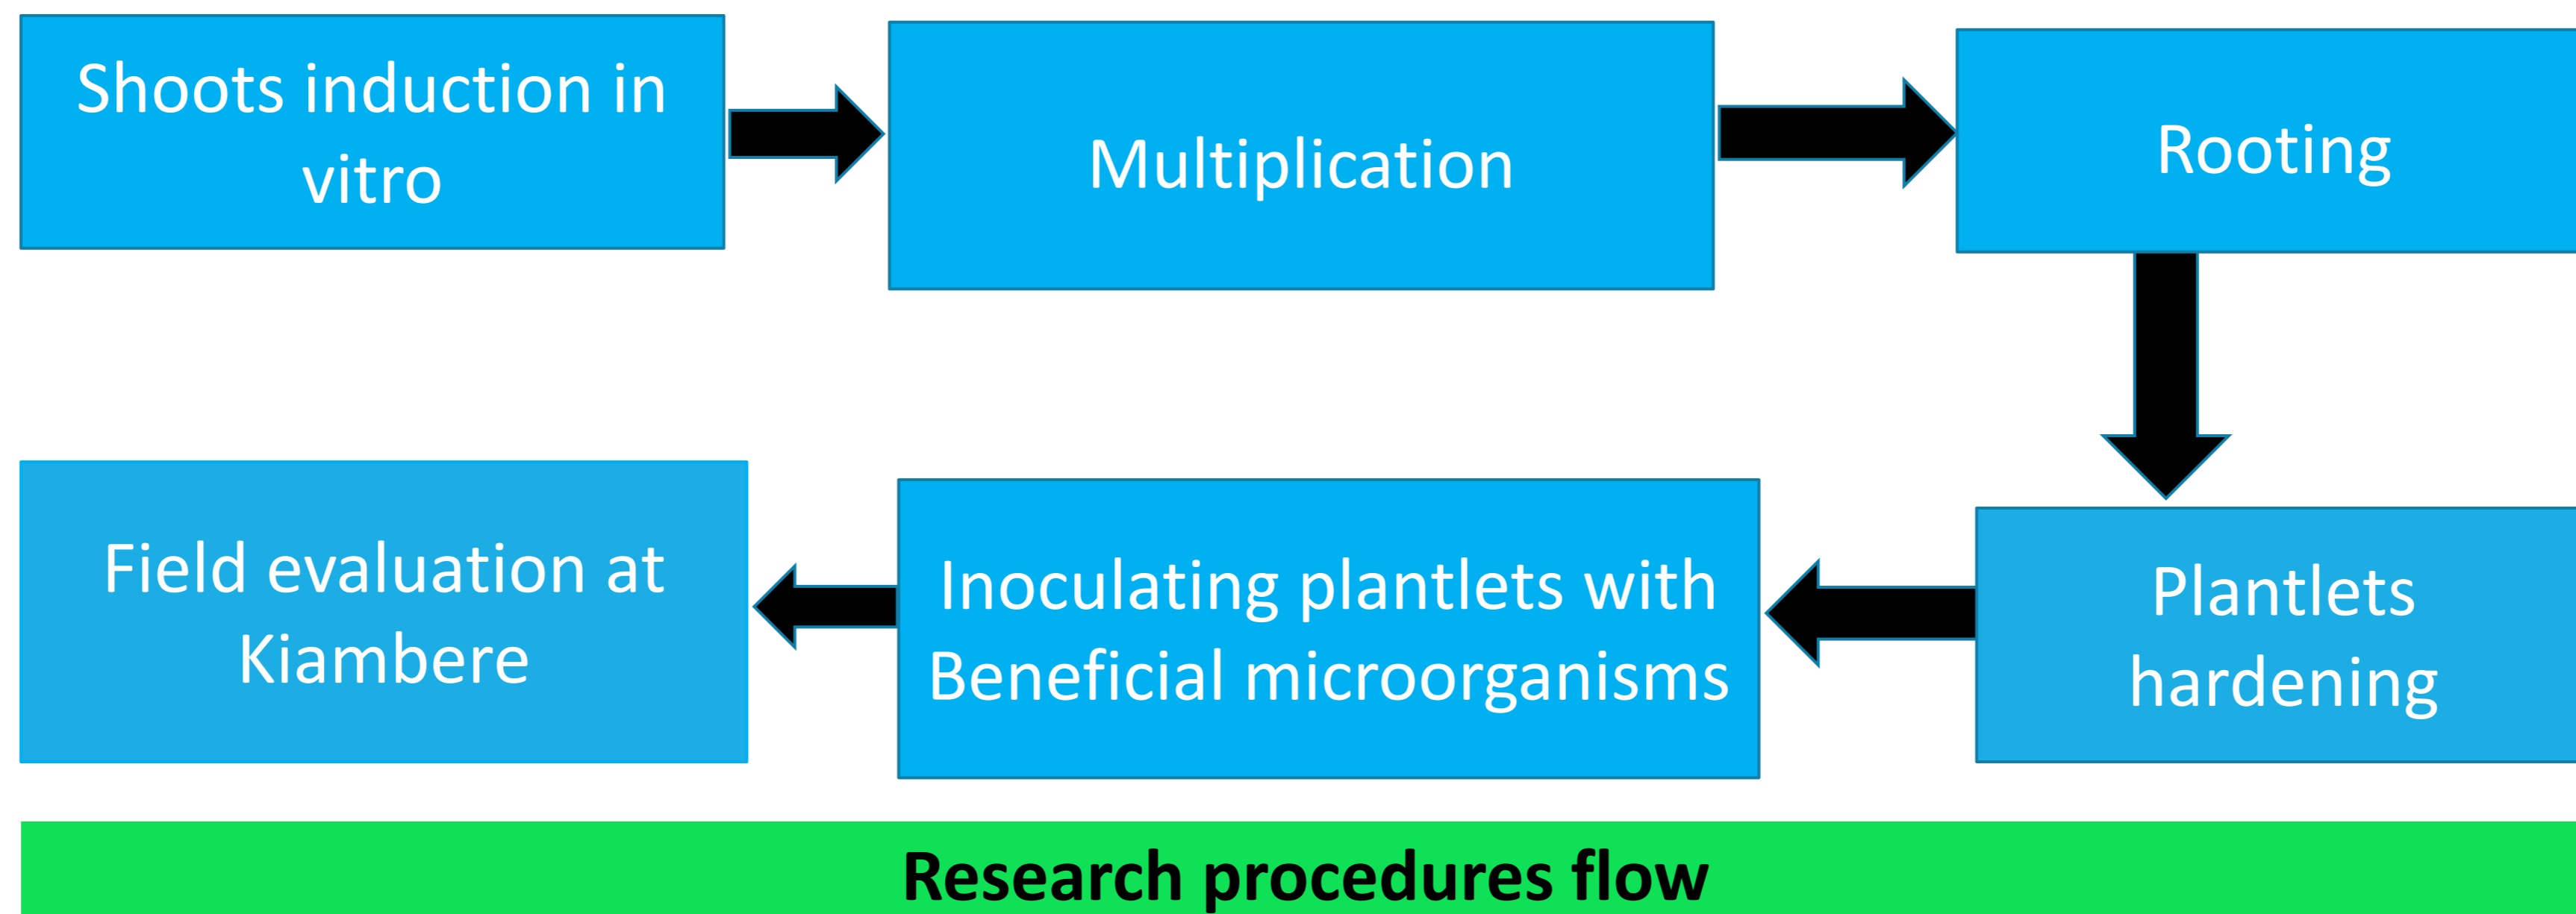 Shoots induction in
vitro
Multiplication
Rooting
Plantlets
hardening
Inoculating plantlets with
Beneficial microorganisms
Field evaluation at
Kiambere
Research procedures flow